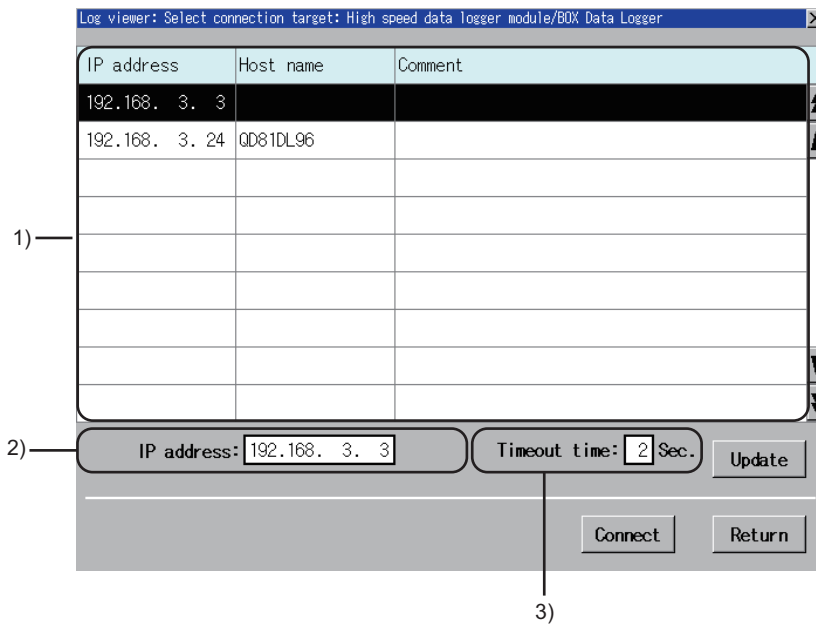 Log viewer: Select connection target: High speed data logger module/BOX Data Logger
IP address Host name Comment
192.168. 3. 3
192.168. 3. 24 QD81DL96
1)
2)
IP address: 192.168. 3. 3 Timeout time: 2 Sec. Update
Connect Return
3)